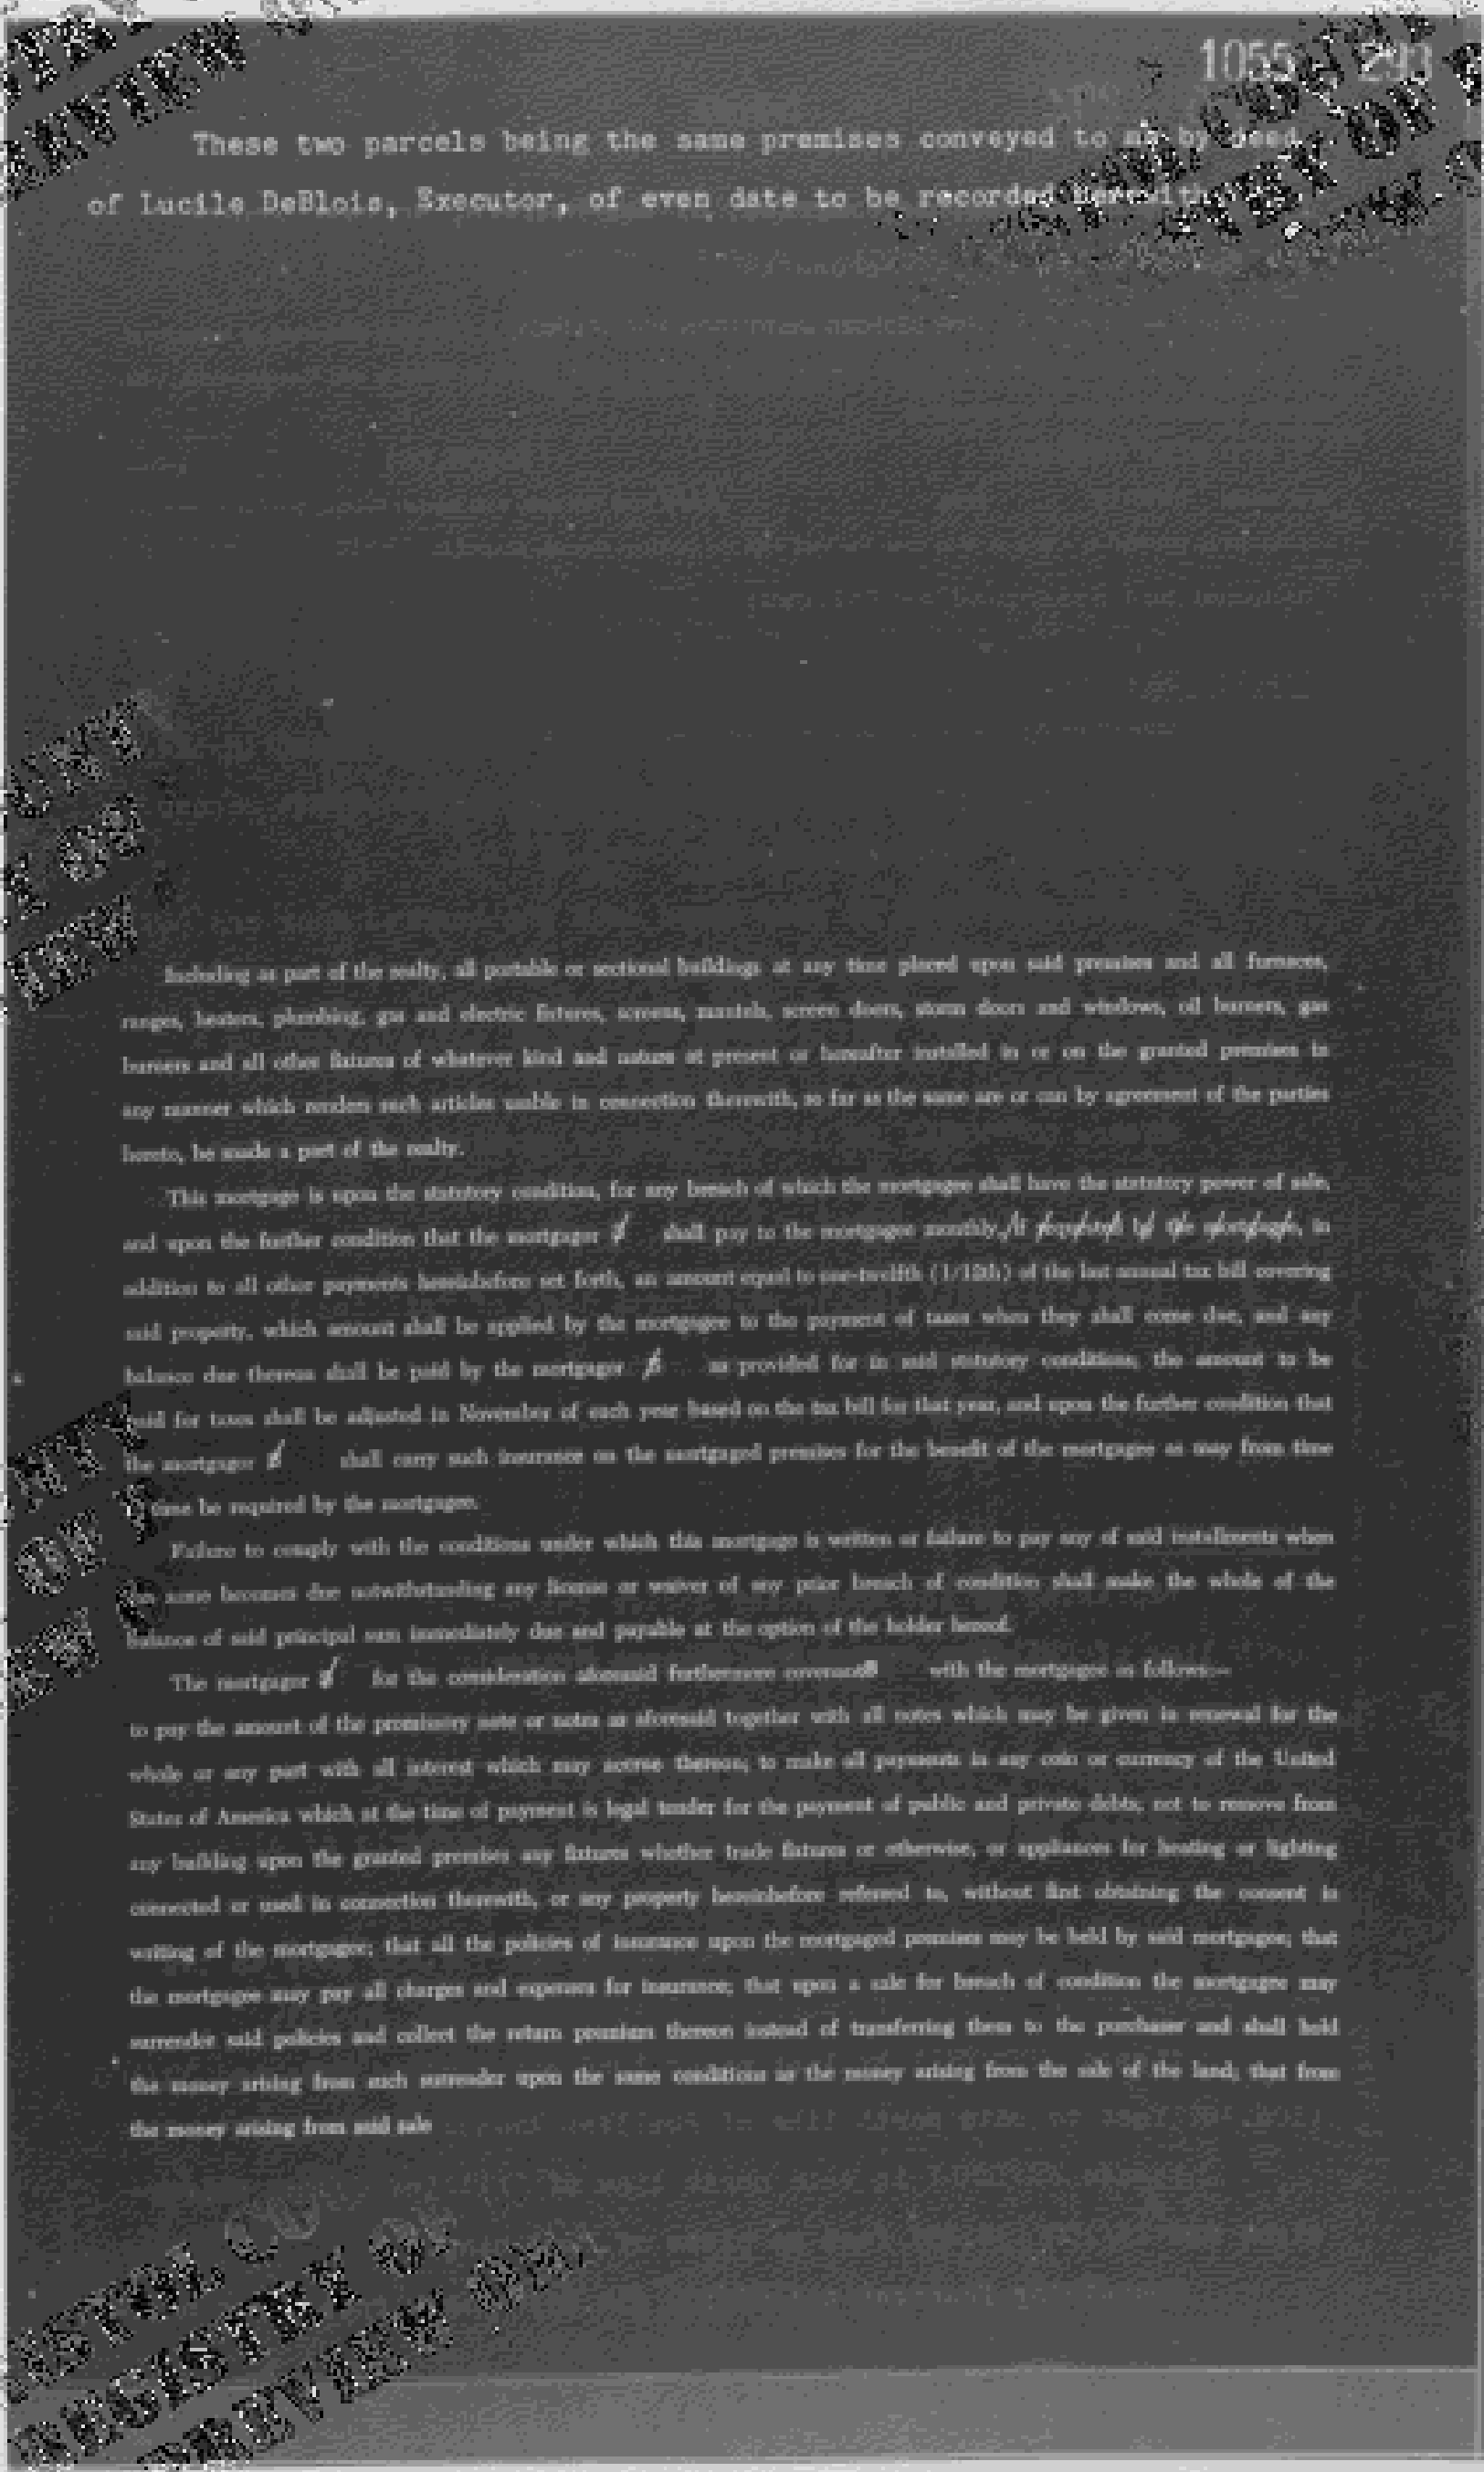 1055 293
These two parcels being the same premises conveyed to me by deed
of Lucile DeBlois, Executor, of even date to be recorded herewith.
Including as part of the realty, all portable or sectional buildings at any time placed upon said premises and all furnaces,
ranges, heaters, plumbing, gas and electric fixtures, screens, mantels, screen doors, storm doors and windows, oil burners, gas
burners and all other fixtures of whatever kind and nature at present or hereafter installed in or on the granted premises in
any manner which renders such articles usable in connection therewith, so far as the same are or can by agreement of the parties
hereto, be made a part of the realty.
This mortgage is upon the statutory condition, for any breach of which the mortgagee shall have the statutory power of sale,
and upon the further condition that the mortgagor shall pay to the mortgagee monthly, if requested by the mortgagee, in
addition to all other payments hereinbefore set forth, an amount equal to one-twelfth (1/12th) of the last annual tax bill covering
said property, which amount shall be applied by the mortgagee to the payment of taxes when they shall come due, and any
balance due thereon shall be paid by the mortgagor as provided for in said statutory conditions; the amount to be
paid for taxes shall be adjusted in November of each year based on the tax bill for that year, and upon the further condition that
the mortgagor shall carry such insurance on the mortgaged premises for the benefit of the mortgagee as may from time
time be required by the mortgagee.
Failure to comply with the conditions under which this mortgage is written or failure to pay any of said installments when
same becomes due notwithstanding any license or waiver of any prior breach of condition shall make the whole of the
balance of said principal sum immediately due and payable at the option of the holder hereof.
The mortgagor for the consideration aforesaid furthermore covenants with the mortgagee as follows:—
to pay the amount of the promissory note or notes as aforesaid together with all notes which may be given in renewal for the
whole or any part with all interest which may accrue thereon; to make all payments in any coin or currency of the United
States of America which at the time of payment is legal tender for the payment of public and private debts; not to remove from
any building upon the granted premises any fixtures whether trade fixtures or otherwise, or appliances for heating or lighting
connected or used in connection therewith, or any property hereinbefore referred to, without first obtaining the consent in
writing of the mortgagee; that all the policies of insurance upon the mortgaged premises may be held by said mortgagee; that
the mortgagee may pay all charges and expenses for insurance; that upon a sale for breach of condition the mortgagee may
surrender said policies and collect the return premium thereon instead of transferring them to the purchaser and shall hold
the money arising from such surrender upon the same conditions as the money arising from the sale of the land; that from
the money arising from said sale